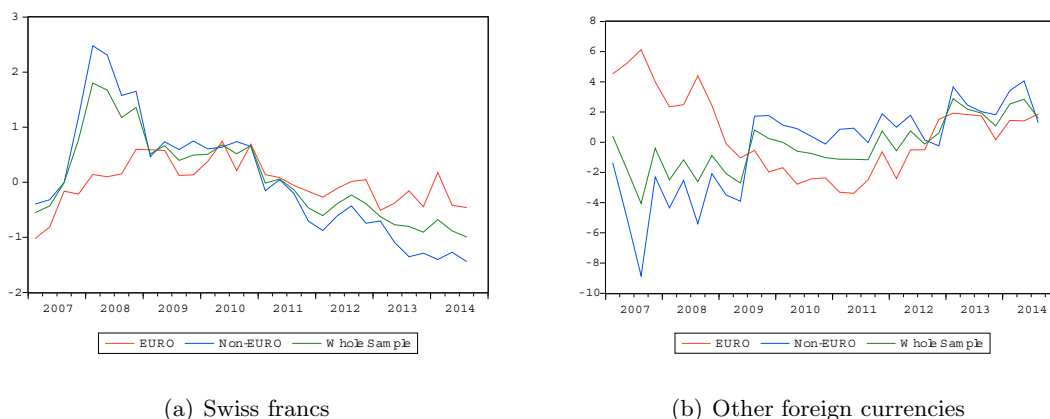 3
2
1
0
-1
-2
2007 2008 2009 2010 2011 2012 2013 2014
EURO Non-EURO Whole Sample
(a) Swiss francs
8
6
4
2
0
-2
-4
-6
-8
-10
2007 2008 2009 2010 2011 2012 2013 2014
EURO Non-EURO Whole Sample
(b) Other foreign currencies